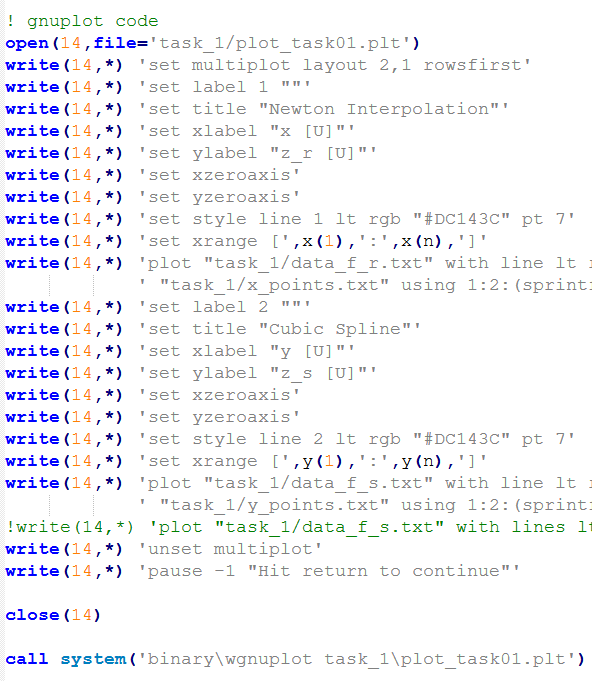 ! gnuplot code
open(14,file='task_1/plot_task01.plt')
write(14,*) 'set multiplot layout 2,1 rowsfirst'
write(14,*) 'set label 1 ""'
write(14,*) 'set title "Newton Interpolation"'
write(14,*) 'set xlabel "x [U]"'
write(14,*) 'set ylabel "z_r [U]"'
write(14,*) 'set xzeroaxis'
write(14,*) 'set yzeroaxis'
write(14,*) 'set style line 1 lt rgb "#DC143C" pt 7'
write(14,*) 'set xrange [',x(1),':',x(n),']'
write(14,*) 'plot "task_1/data_f_r.txt" with line lt
' "task_1/x_points.txt" using 1:2:(sprint
write(14,*) 'set label 2 ""'
write(14,*) 'set title "Cubic Spline"'
write(14,*) 'set xlabel "y [U]"'
write(14,*) 'set ylabel "z_s [U]"'
write(14,*) 'set xzeroaxis'
write(14,*) 'set yzeroaxis'
write(14,*) 'set style line 2 lt rgb "#DC143C" pt 7'
write(14,*) 'set xrange [',y(1),':',y(n),']'
write(14,*) 'plot "task_1/data_f_s.txt" with line lt
' "task_1/y_points.txt" using 1:2:(sprint
!write(14,*) 'plot "task_1/data_f_s.txt" with lines lt
write(14,*) 'unset multiplot'
write(14,*) 'pause -1 "Hit return to continue"'
close(14)
call system('binary\wgnuplot task_1\plot_task01.plt')